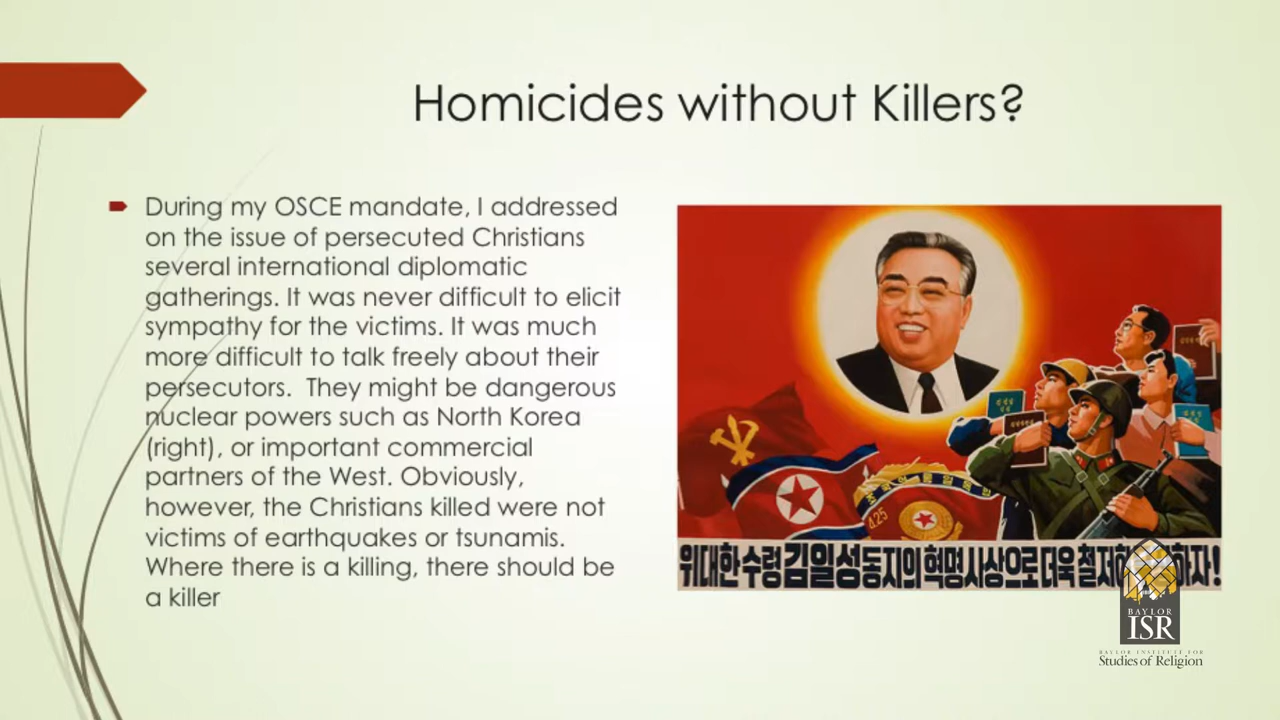 Homicides without Killers?
During my OSCE mandate, I addressed
on the issue of persecuted Christians
several international diplomatic
gatherings. It was never difficult to elicit
sympathy for the victims. It was much
more difficult to talk freely about their
persecutors. They might be dangerous
nuclear powers such as North Korea
(right), or important commercial
partners of the West. Obviously,
however, the Christians killed were not
victims of earthquakes or tsunamis.
Where there is a killing, there should be
a killer
4.25
위대한 수령 김일성동지의 혁명사상으로 더욱
BAYLOR
ISR
BAYLOR INSTITUTE FOR
Studies of Religion